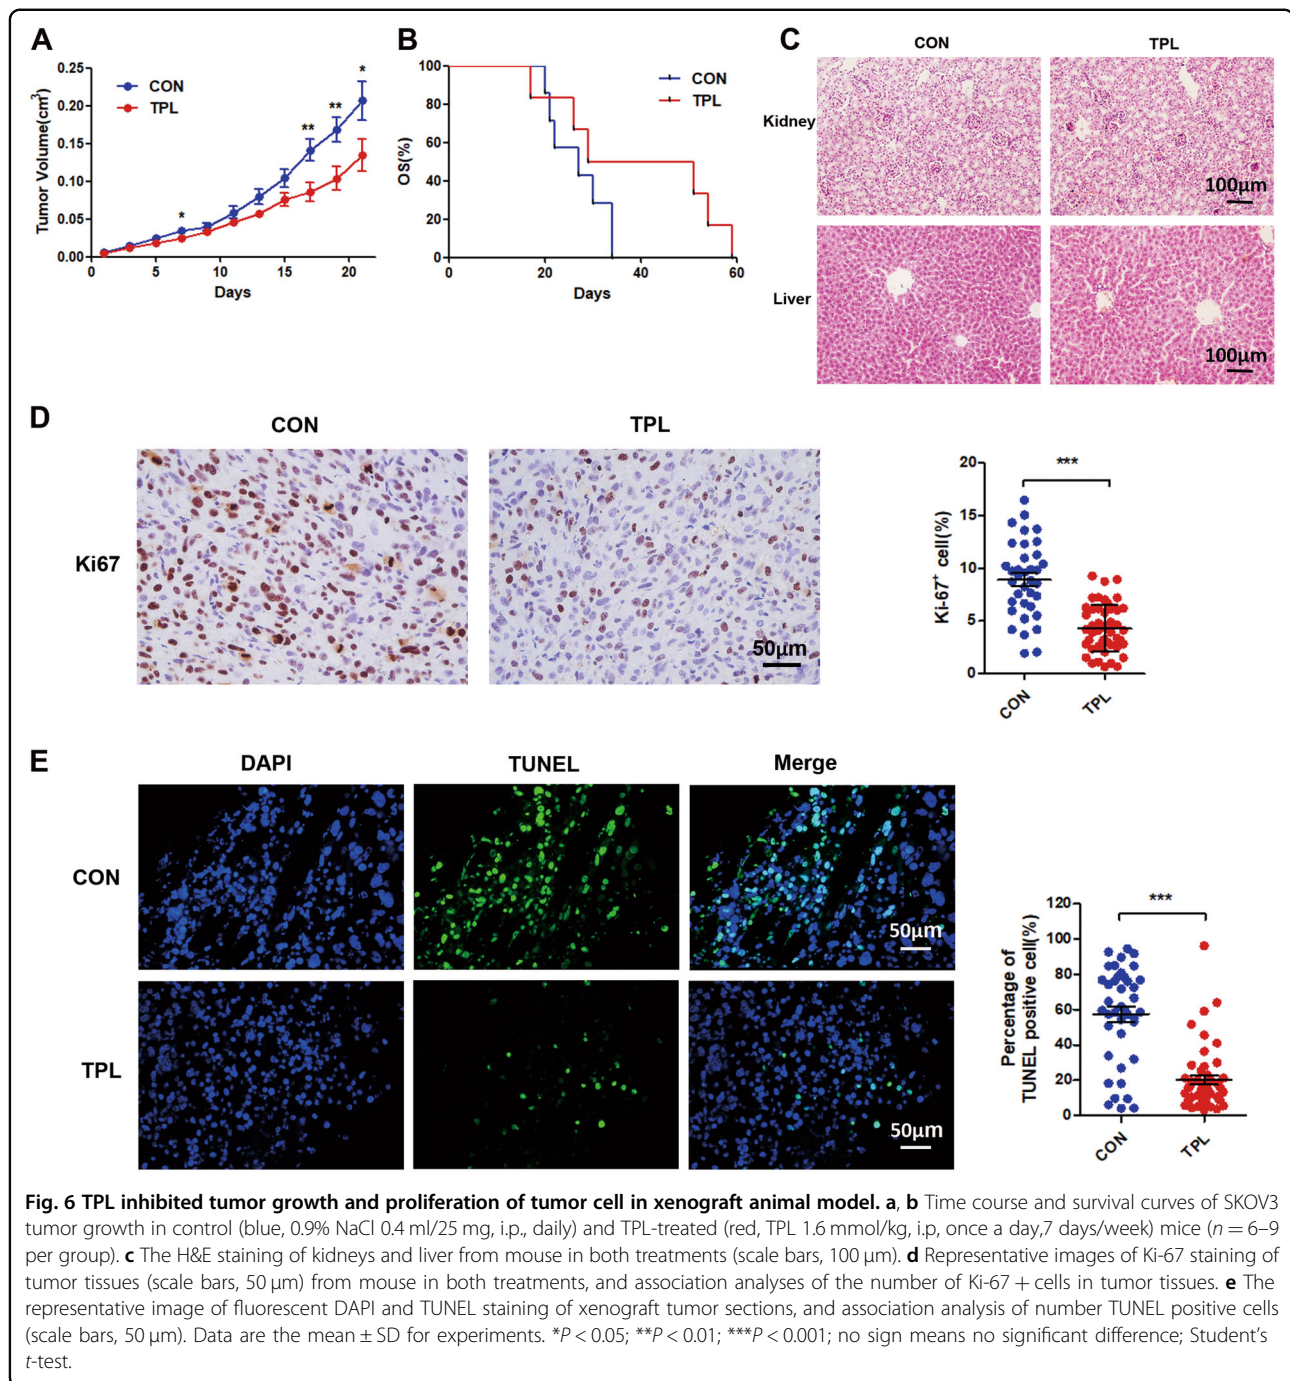 A
0.25
0.20
0.15
0.10
0.05
0.00
Tumor Volume(cm³)
CON
TPL
*
**
**
*
0 5 10 15 20
Days
B
100
80
60
40
20
0
OS(%)
CON
TPL
0 20 40 60
Days
C
CON TPL
Kidney
100µm
Liver
100µm
D
CON TPL
Ki67
50µm
20
15
10
5
0
Ki-67⁺ cell(%)
***
CON TPL
E
DAPI TUNEL Merge
CON
50µm
TPL
50µm
120
100
80
60
40
20
0
Percentage of
TUNEL positive cell(%)
***
CON TPL
Fig. 6 TPL inhibited tumor growth and proliferation of tumor cell in xenograft animal model. a, b Time course and survival curves of SKOV3
tumor growth in control (blue, 0.9% NaCl 0.4 ml/25 mg, i.p., daily) and TPL-treated (red, TPL 1.6 mmol/kg, i.p, once a day,7 days/week) mice (n = 6–9
per group). c The H&E staining of kidneys and liver from mouse in both treatments (scale bars, 100 µm). d Representative images of Ki-67 staining of
tumor tissues (scale bars, 50 µm) from mouse in both treatments, and association analyses of the number of Ki-67 + cells in tumor tissues. e The
representative image of fluorescent DAPI and TUNEL staining of xenograft tumor sections, and association analysis of number TUNEL positive cells
(scale bars, 50 µm). Data are the mean ± SD for experiments. *P < 0.05; **P < 0.01; ***P < 0.001; no sign means no significant difference; Student's
t-test.